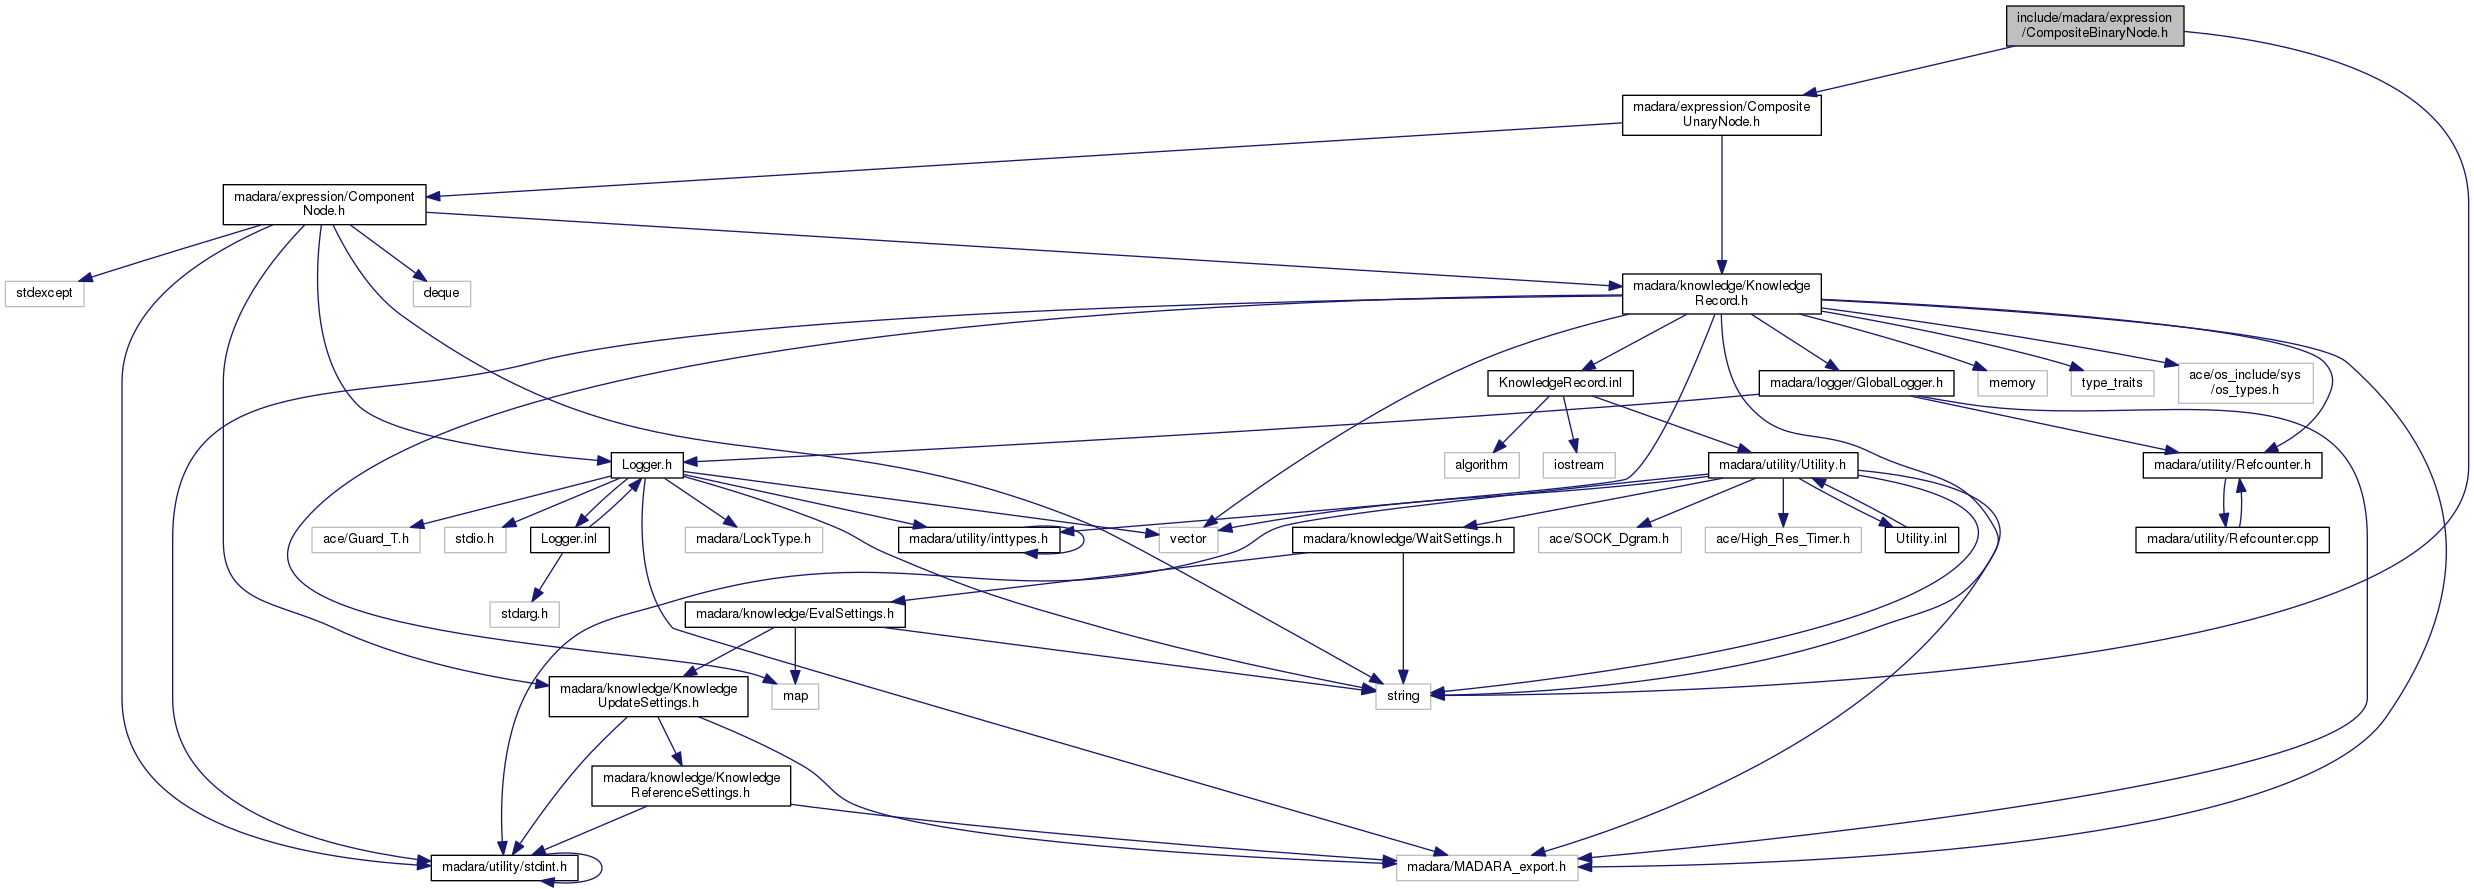 include/madara/expression
/CompositeBinaryNode.h
madara/expression/Composite
UnaryNode.h
madara/expression/Component
Node.h
stdexcept
deque
madara/knowledge/Knowledge
Record.h
KnowledgeRecord.inl
madara/logger/GlobalLogger.h
memory
type_traits
ace/os_include/sys
/os_types.h
Logger.h
algorithm
iostream
madara/utility/Utility.h
madara/utility/Refcounter.h
ace/Guard_T.h
stdio.h
Logger.inl
madara/LockType.h
madara/utility/inttypes.h
vector
madara/knowledge/WaitSettings.h
ace/SOCK_Dgram.h
ace/High_Res_Timer.h
Utility.inl
madara/utility/Refcounter.cpp
stdarg.h
madara/knowledge/EvalSettings.h
madara/knowledge/Knowledge
UpdateSettings.h
map
string
madara/knowledge/Knowledge
ReferenceSettings.h
madara/utility/stdint.h
madara/MADARA_export.h